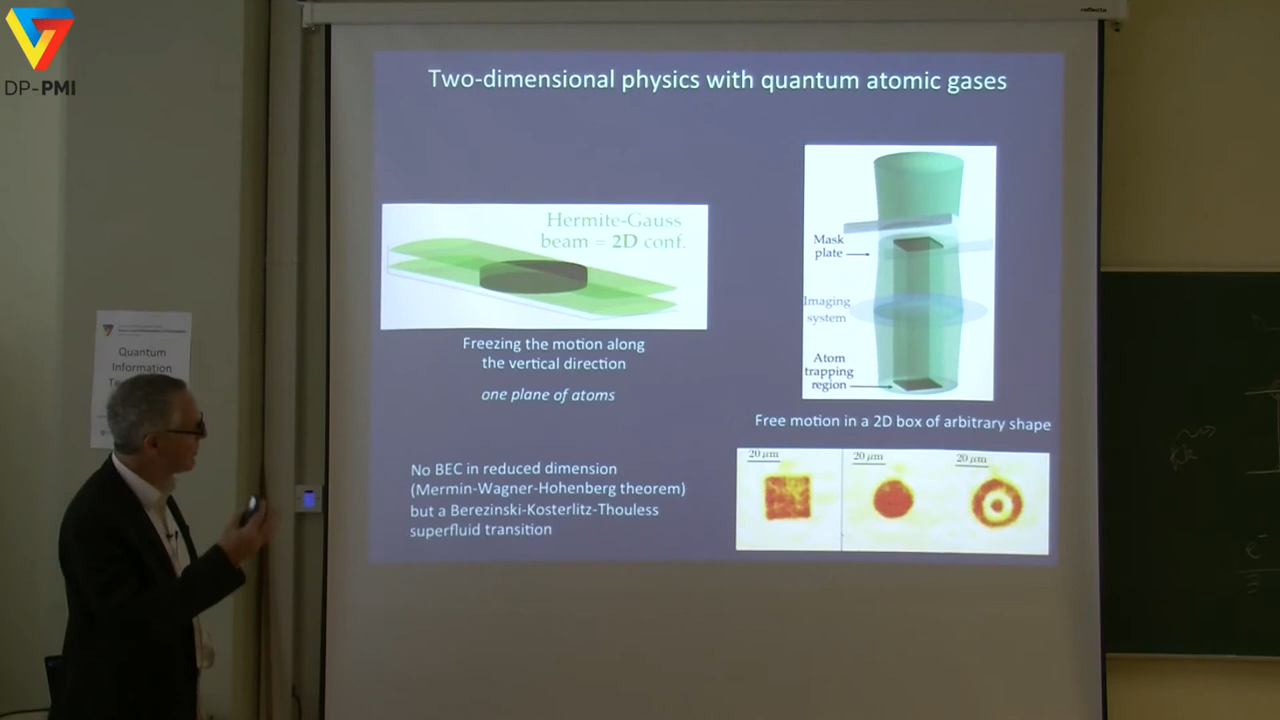 DP-PMI
reflecta
Two-dimensional physics with quantum atomic gases
Hermite-Gauss
beam = 2D conf.
Freezing the motion along
the vertical direction
one plane of atoms
No BEC in reduced dimension
(Mermin-Wagner-Hohenberg theorem)
but a Berezinski-Kosterlitz-Thouless
superfluid transition
Mask
plate
Imaging
system
Atom
trapping
region
Free motion in a 2D box of arbitrary shape
20 µm
20 µm
20 µm
Quantum
Information